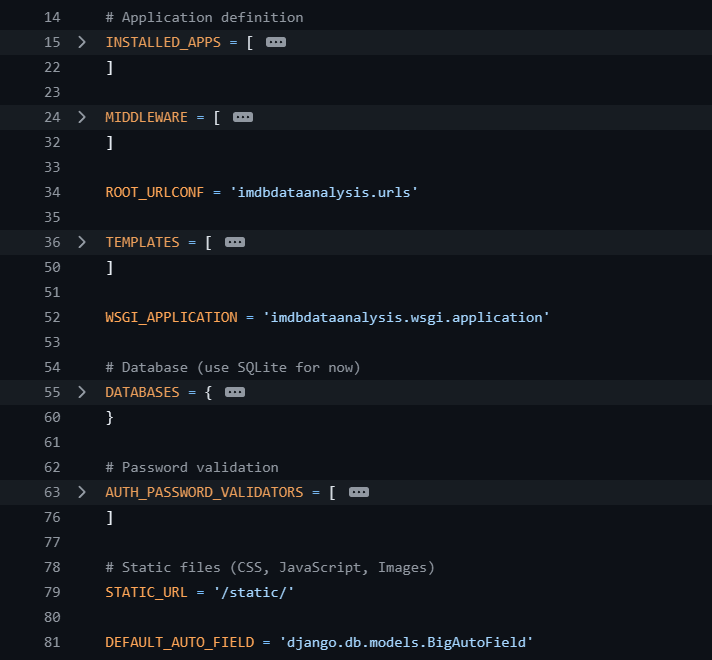 14 # Application definition
15 > INSTALLED_APPS = [ ···
22 ]
23
24 > MIDDLEWARE = [ ···
32 ]
33
34 ROOT_URLCONF = 'imdbdataanalysis.urls'
35
36 > TEMPLATES = [ ···
50 ]
51
52 WSGI_APPLICATION = 'imdbdataanalysis.wsgi.application'
53
54 # Database (use SQLite for now)
55 > DATABASES = { ···
60 }
61
62 # Password validation
63 > AUTH_PASSWORD_VALIDATORS = [ ···
76 ]
77
78 # Static files (CSS, JavaScript, Images)
79 STATIC_URL = '/static/'
80
81 DEFAULT_AUTO_FIELD = 'django.db.models.BigAutoField'